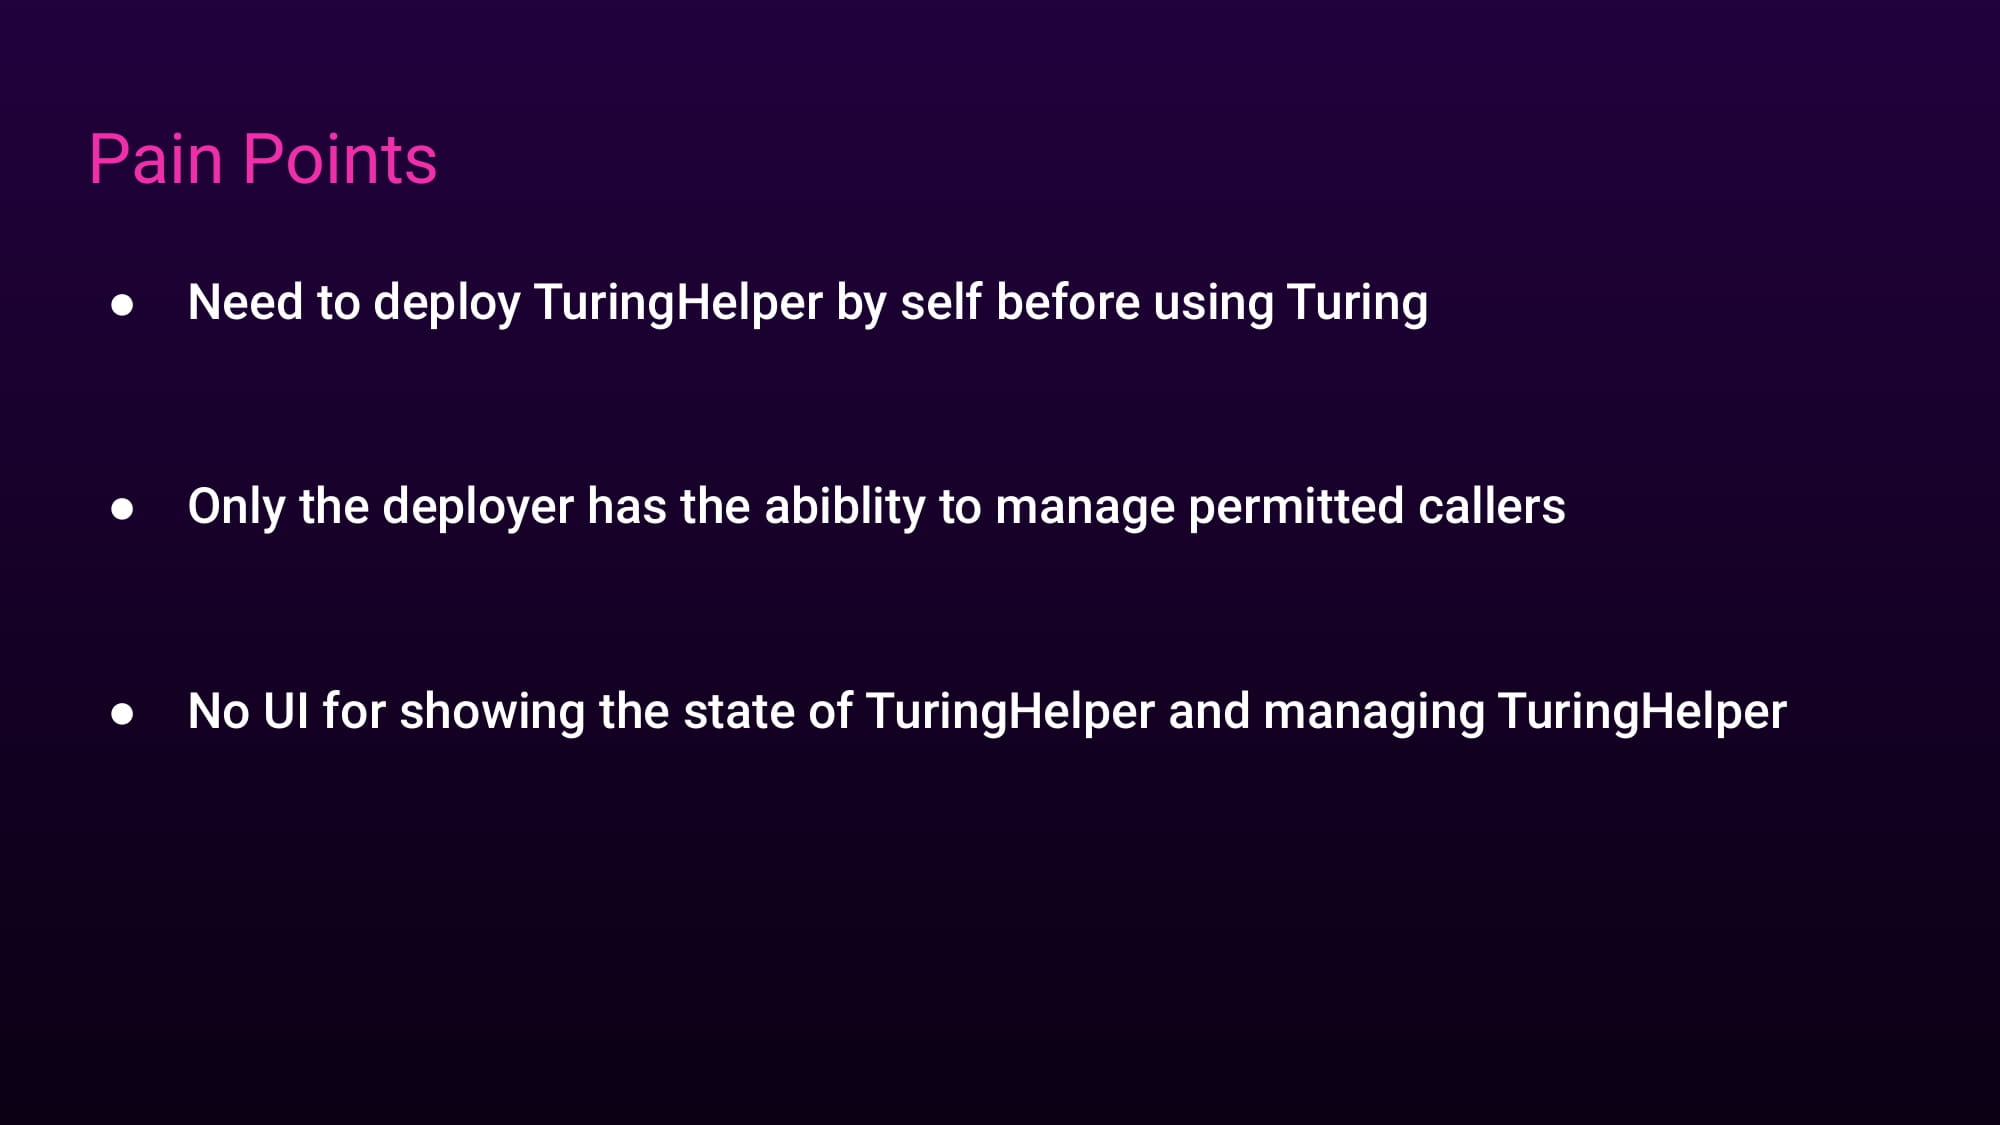 Pain Points
● Need to deploy TuringHelper by self before using Turing
● Only the deployer has the abiblity to manage permitted callers
● No UI for showing the state of TuringHelper and managing TuringHelper